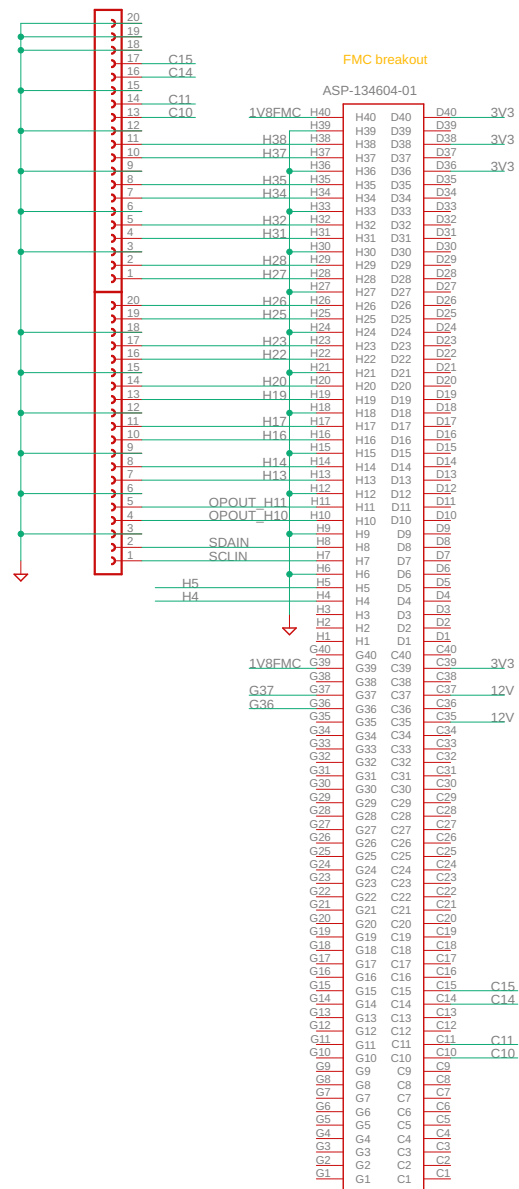 20
19
18
17 C15
FMC breakout
16 C14
15
ASP-134604-01
14 C11
13 C10 1V8FMC H40 H40 D40 D40 3V3
12 H39 H39 D39 D39
11 H38 H38 H38 D38 D38 3V3
10 H37 H37 H37 D37 D37
9 H36 H36 D36 D36 3V3
8 H35 H35 H35 D35 D35
7 H34 H34 H34 D34 D34
6 H33 H33 D33 D33
5 H32 H32 H32 D32 D32
4 H31 H31 H31 D31 D31
3 H30 H30 D30 D30
2 H28 H29 H29 D29 D29
1 H27 H28 H28 D28 D28
H27 H27 D27 D27
20 H26 H26 H26 D26 D26
19 H25 H25 H25 D25 D25
18 H24 H24 D24 D24
17 H23 H23 H23 D23 D23
16 H22 H22 H22 D22 D22
15 H21 H21 D21 D21
14 H20 H20 H20 D20 D20
13 H19 H19 H19 D19 D19
12 H18 H18 D18 D18
11 H17 H17 H17 D17 D17
10 H16 H16 H16 D16 D16
9 H15 H15 D15 D15
8 H14 H14 H14 D14 D14
7 H13 H13 H13 D13 D13
6 H12 H12 D12 D12
5 OPOUT_H11 H11 H11 D11 D11
4 OPOUT_H10 H10 H10 D10 D10
3 H9 H9 D9 D9
2 SDAIN H8 H8 D8 D8
1 SCLIN H7 H7 D7 D7
H6 H6 D6 D6
H5 H5 H5 D5 D5
H4 H4 H4 D4 D4
H3 H3 D3 D3
H2 H2 D2 D2
H1 H1 D1 D1
G40 G40 C40 C40
1V8FMC G39 G39 C39 C39 3V3
G38 G38 C38 C38
G37 G37 G37 C37 C37 12V
G36 G36 G36 C36 C36
G35 G35 C35 C35 12V
G34 G34 C34 C34
G33 G33 C33 C33
G32 G32 C32 C32
G31 G31 C31 C31
G30 G30 C30 C30
G29 G29 C29 C29
G28 G28 C28 C28
G27 G27 C27 C27
G26 G26 C26 C26
G25 G25 C25 C25
G24 G24 C24 C24
G23 G23 C23 C23
G22 G22 C22 C22
G21 G21 C21 C21
G20 G20 C20 C20
G19 G19 C19 C19
G18 G18 C18 C18
G17 G17 C17 C17
G16 G16 C16 C16
G15 G15 C15 C15 C15
G14 G14 C14 C14 C14
G13 G13 C13 C13
G12 G12 C12 C12
G11 G11 C11 C11 C11
G10 G10 C10 C10 C10
G9 G9 C9 C9
G8 G8 C8 C8
G7 G7 C7 C7
G6 G6 C6 C6
G5 G5 C5 C5
G4 G4 C4 C4
G3 G3 C3 C3
G2 G2 C2 C2
G1 G1 C1 C1